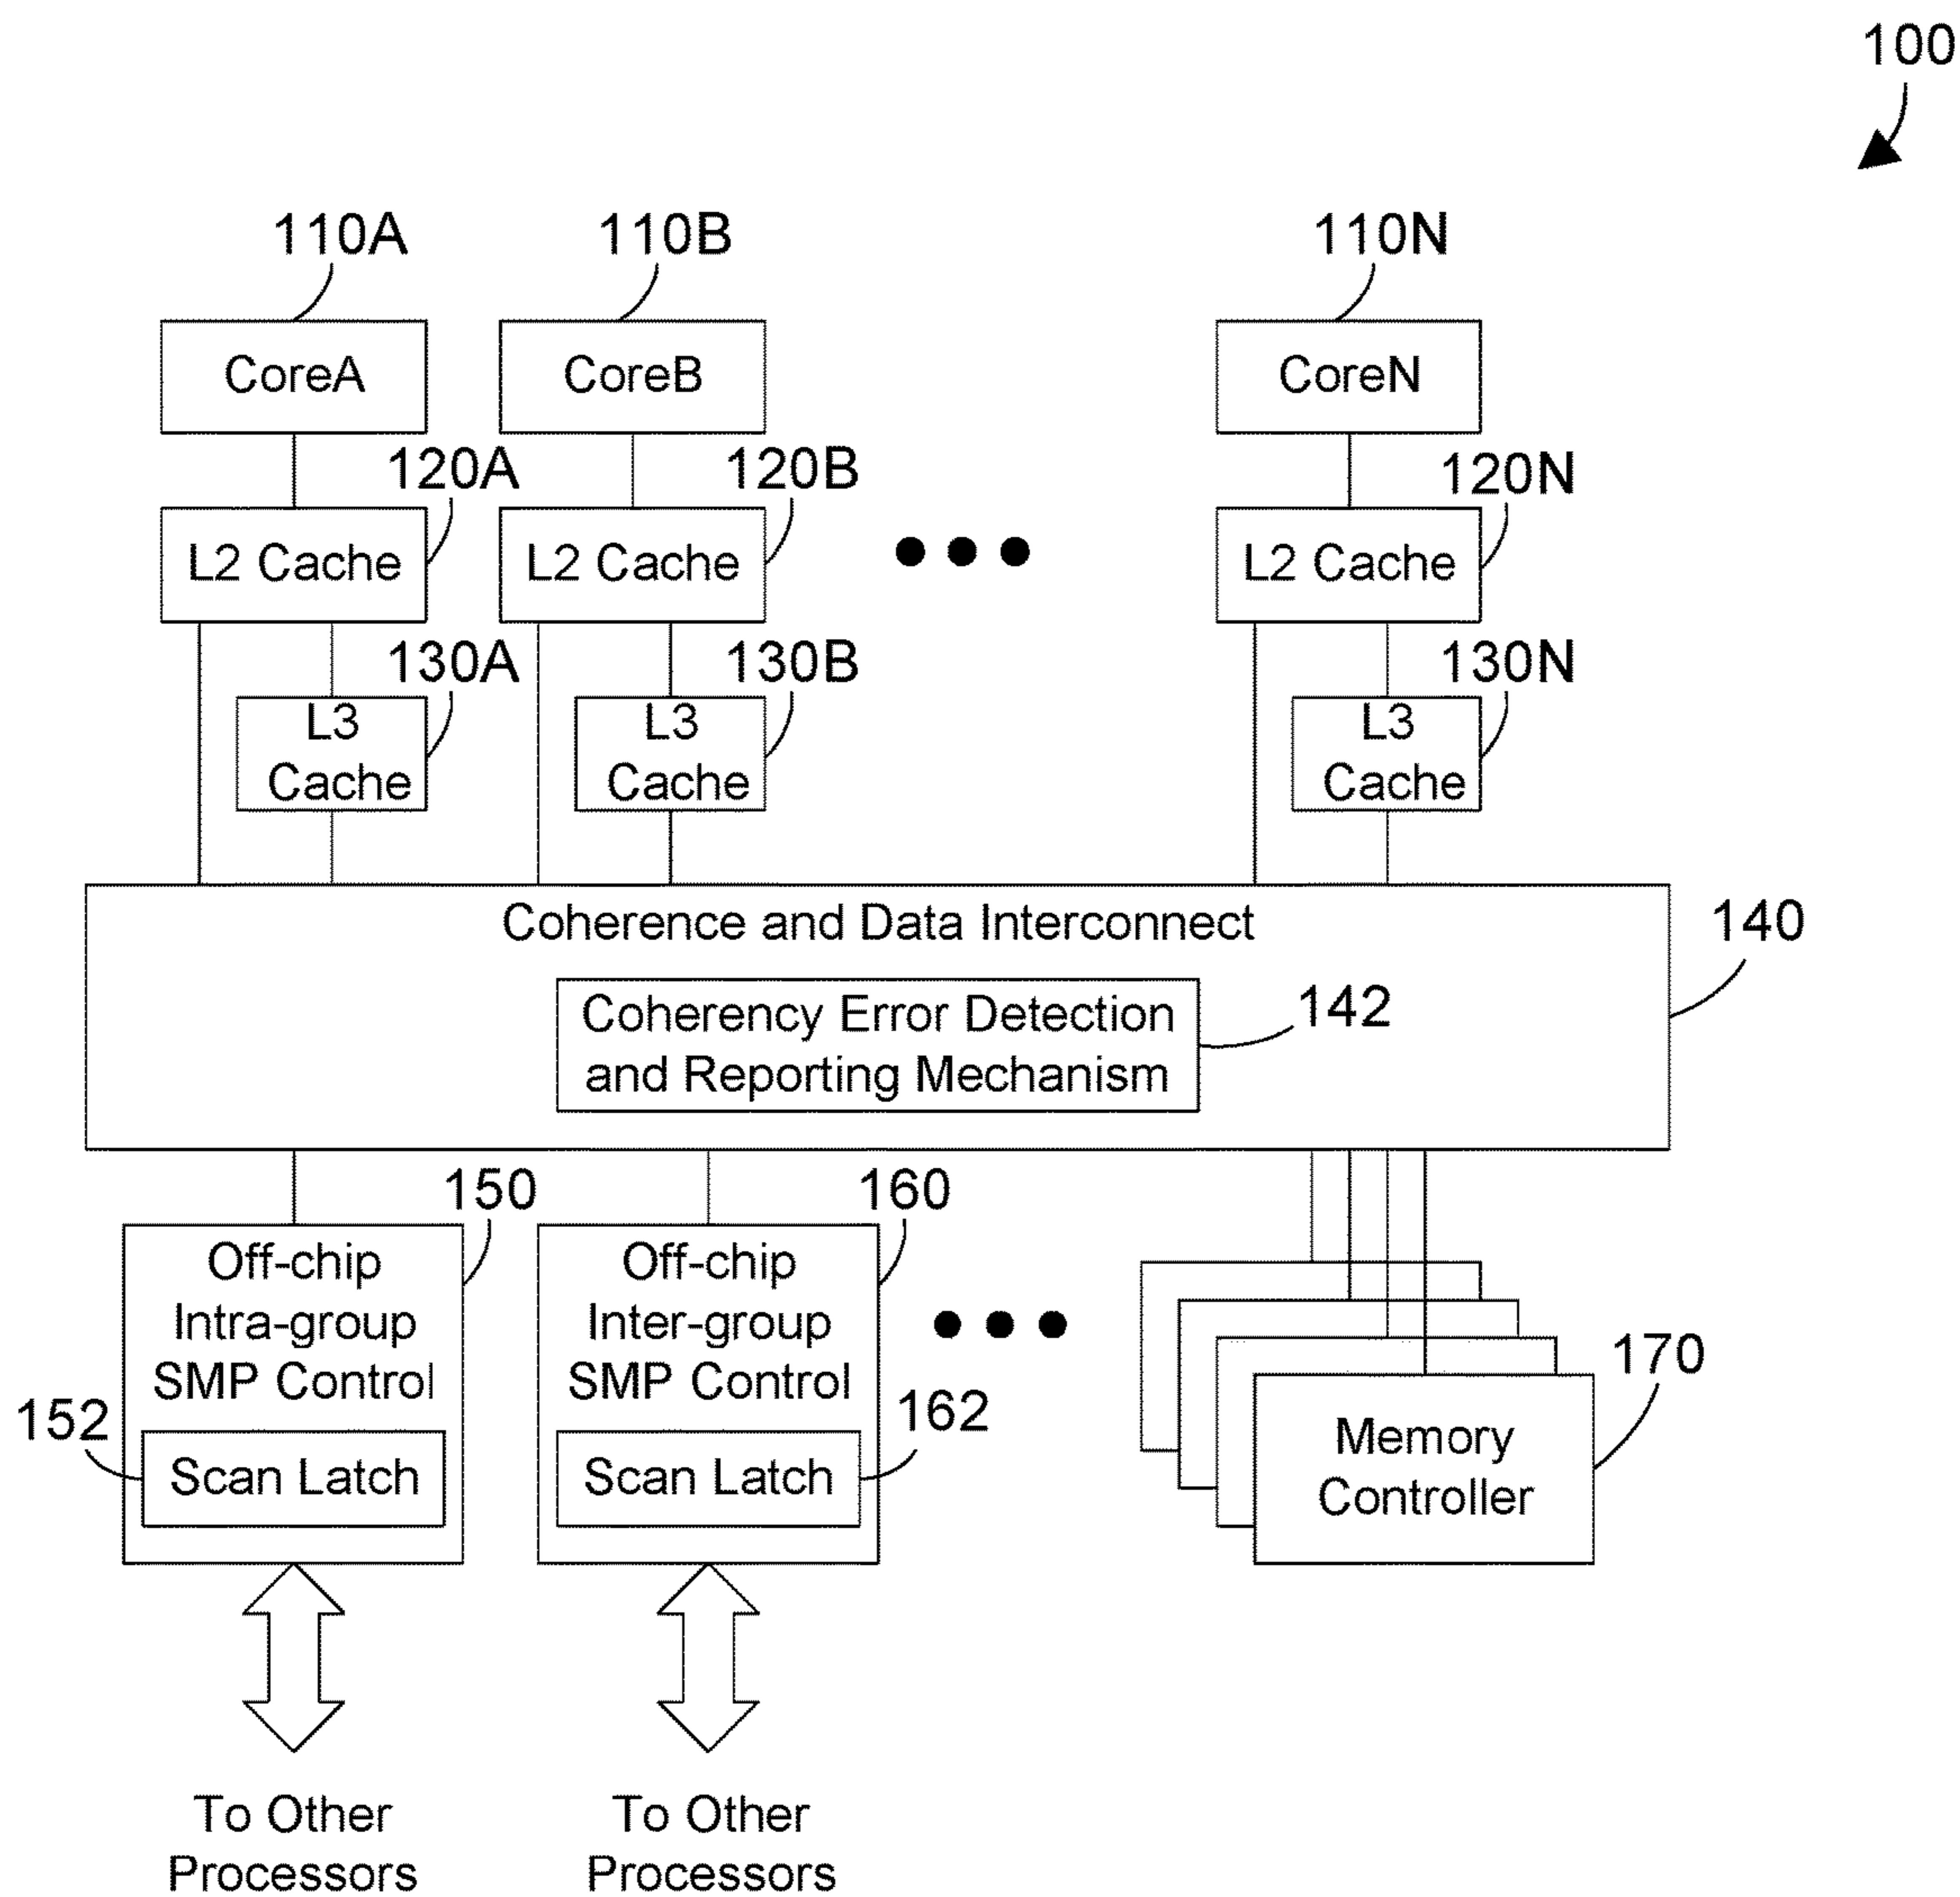 100
110A
110B
110N
CoreA
CoreB
CoreN
120A
120B
120N
L2 Cache
L2 Cache
L2 Cache
130A
130B
130N
L3
Cache
L3
Cache
L3
Cache
Coherence and Data Interconnect
140
Coherency Error Detection
and Reporting Mechanism
142
150
160
Off-chip
Intra-group
SMP Control
Off-chip
Inter-group
SMP Control
152
Scan Latch
162
Scan Latch
170
Memory
Controller
To Other
Processors
To Other
Processors